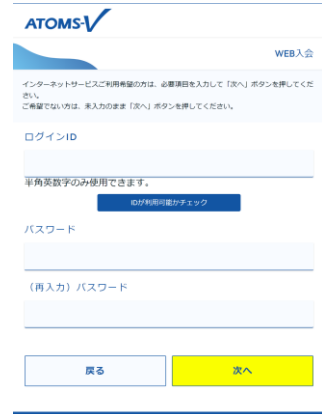 ATOMS-V
WEB入会
インターネットサービスご利用希望の方は、必要項目を入力して「次へ」ボタンを押してくだ
さい。
ご希望でない方は、未入力のまま「次へ」ボタンを押してください。
ログインID
半角英数字のみ使用できます。
IDが利用可能かチェック
パスワード
（再入力）パスワード
戻る
次へ